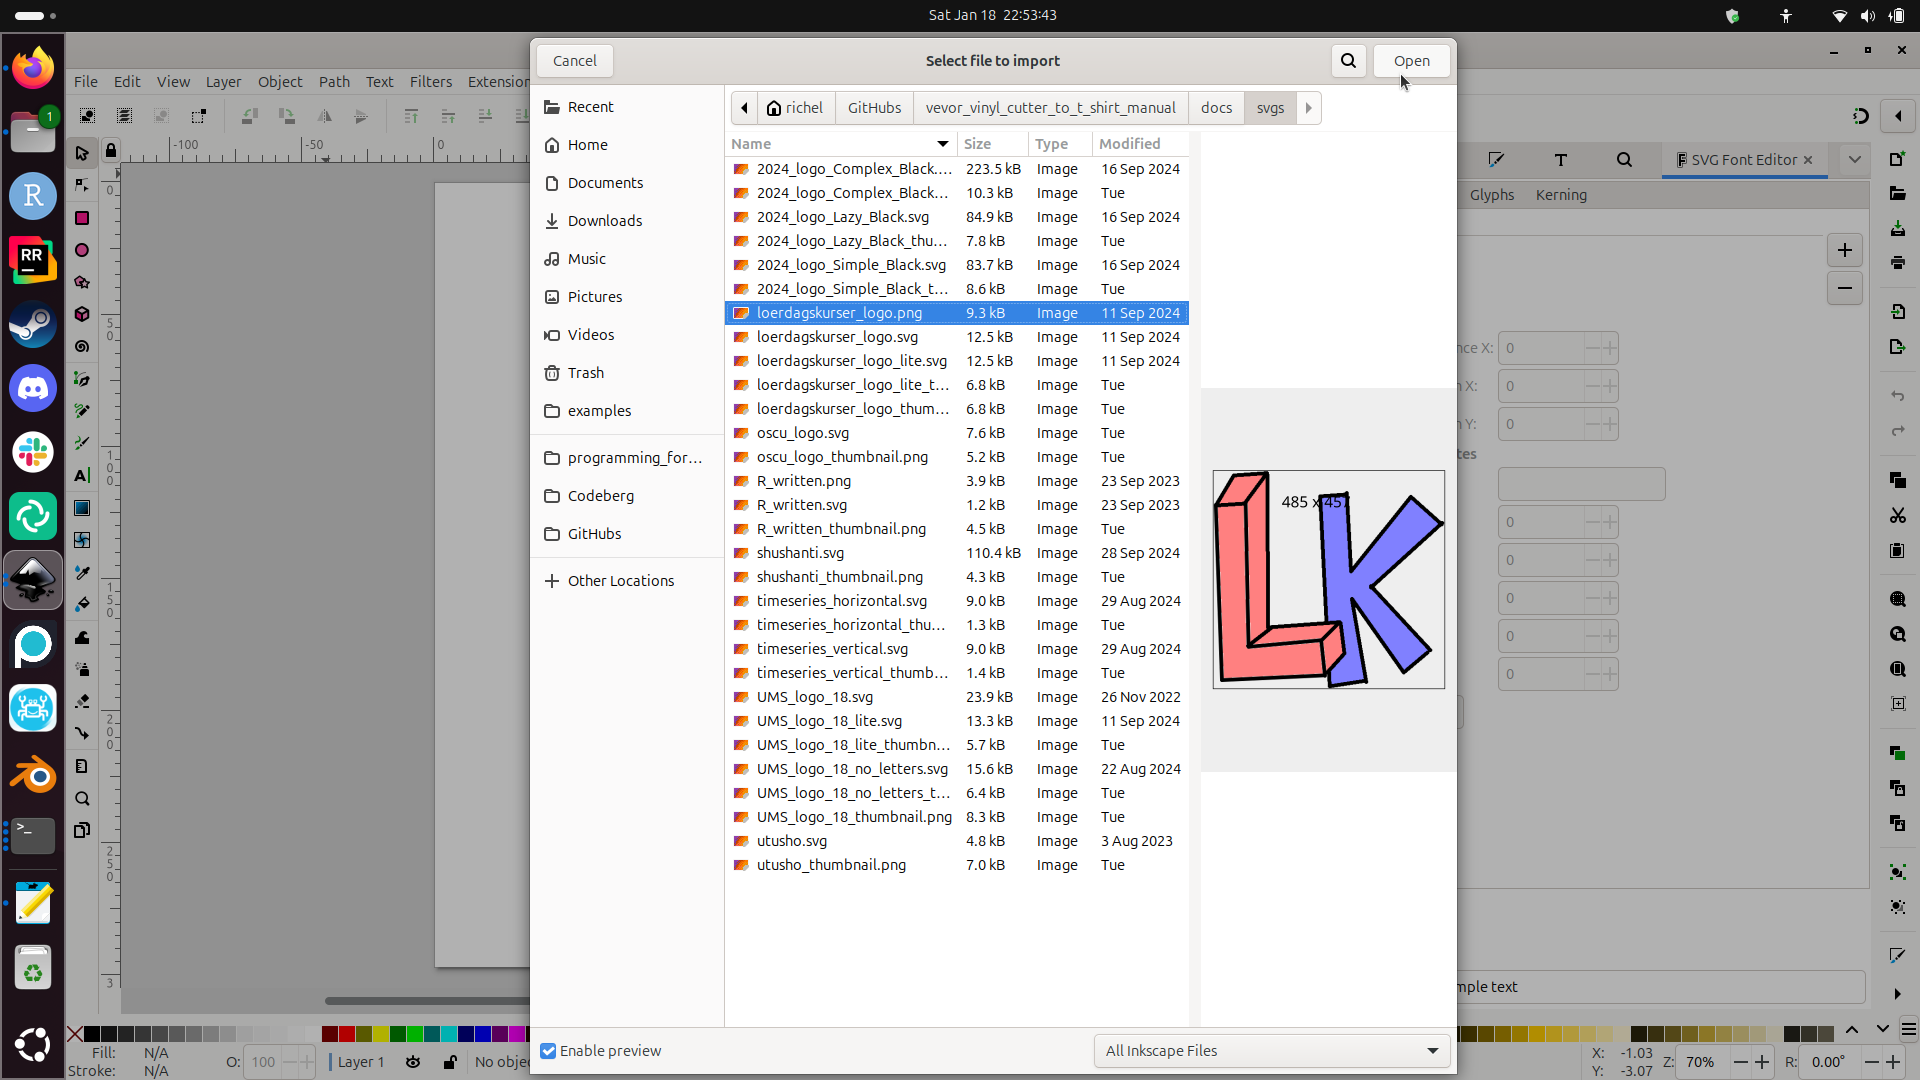 Sat Jan 18  22:53:43
Cancel
Select file to import
Open
File Edit View Layer Object Path Text Filters Extension
Recent
Home
Documents
Downloads
Music
Pictures
Videos
Trash
examples
programming_for...
Codeberg
GitHubs
Other Locations
richel GitHubs vevor_vinyl_cutter_to_t_shirt_manual docs svgs
Name Size Type Modified
2024_logo_Complex_Black.... 223.5 kB Image 16 Sep 2024
2024_logo_Complex_Black... 10.3 kB Image Tue
2024_logo_Lazy_Black.svg 84.9 kB Image 16 Sep 2024
2024_logo_Lazy_Black_thu... 7.8 kB Image Tue
2024_logo_Simple_Black.svg 83.7 kB Image 16 Sep 2024
2024_logo_Simple_Black_t... 8.6 kB Image Tue
loerdagskurser_logo.png 9.3 kB Image 11 Sep 2024
loerdagskurser_logo.svg 12.5 kB Image 11 Sep 2024
loerdagskurser_logo_lite.svg 12.5 kB Image 11 Sep 2024
loerdagskurser_logo_lite_t... 6.8 kB Image Tue
loerdagskurser_logo_thum... 6.8 kB Image Tue
oscu_logo.svg 7.6 kB Image Tue
oscu_logo_thumbnail.png 5.2 kB Image Tue
R_written.png 3.9 kB Image 23 Sep 2023
R_written.svg 1.2 kB Image 23 Sep 2023
R_written_thumbnail.png 4.5 kB Image Tue
shushanti.svg 110.4 kB Image 28 Sep 2024
shushanti_thumbnail.png 4.3 kB Image Tue
timeseries_horizontal.svg 9.0 kB Image 29 Aug 2024
timeseries_horizontal_thu... 1.3 kB Image Tue
timeseries_vertical.svg 9.0 kB Image 29 Aug 2024
timeseries_vertical_thumb... 1.4 kB Image Tue
UMS_logo_18.svg 23.9 kB Image 26 Nov 2022
UMS_logo_18_lite.svg 13.3 kB Image 11 Sep 2024
UMS_logo_18_lite_thumbn... 5.7 kB Image Tue
UMS_logo_18_no_letters.svg 15.6 kB Image 22 Aug 2024
UMS_logo_18_no_letters_t... 6.4 kB Image Tue
UMS_logo_18_thumbnail.png 8.3 kB Image Tue
utusho.svg 4.8 kB Image 3 Aug 2023
utusho_thumbnail.png 7.0 kB Image Tue
485 x 457
LK
Enable preview
All Inkscape Files
SVG Font Editor
Glyphs Kerning
nce X: 0
n X: 0
n Y: 0
tes
0
0
0
0
0
mple text
-100 -50 0
0
50
100
150
200
250
3
1
R
RR
Fill: N/A
Stroke: N/A
O: 100
Layer 1
No obje
X: -1.03
Y: -3.07
Z: 70%
R: 0.00°